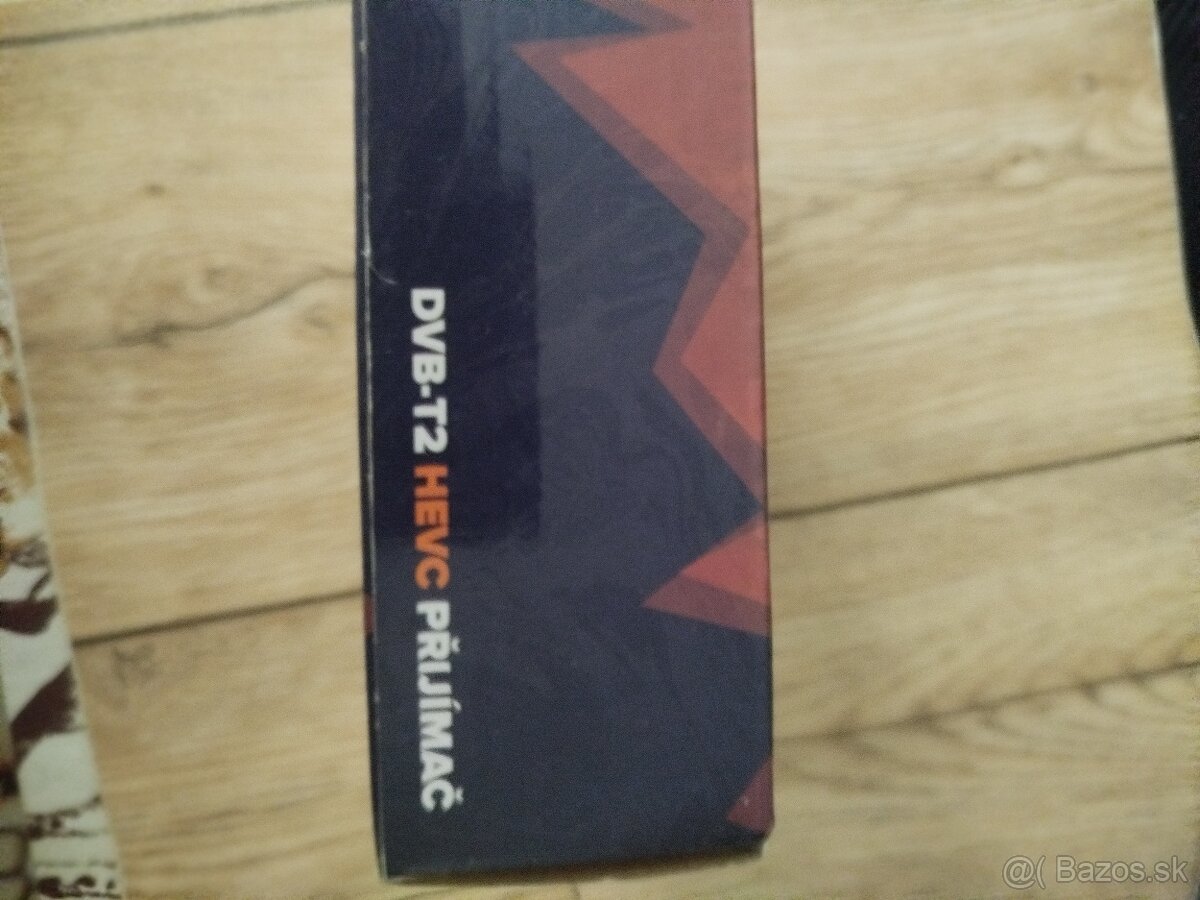 DVB-T2 HEVC PŘIJÍMAČ
@( Bazos.sk